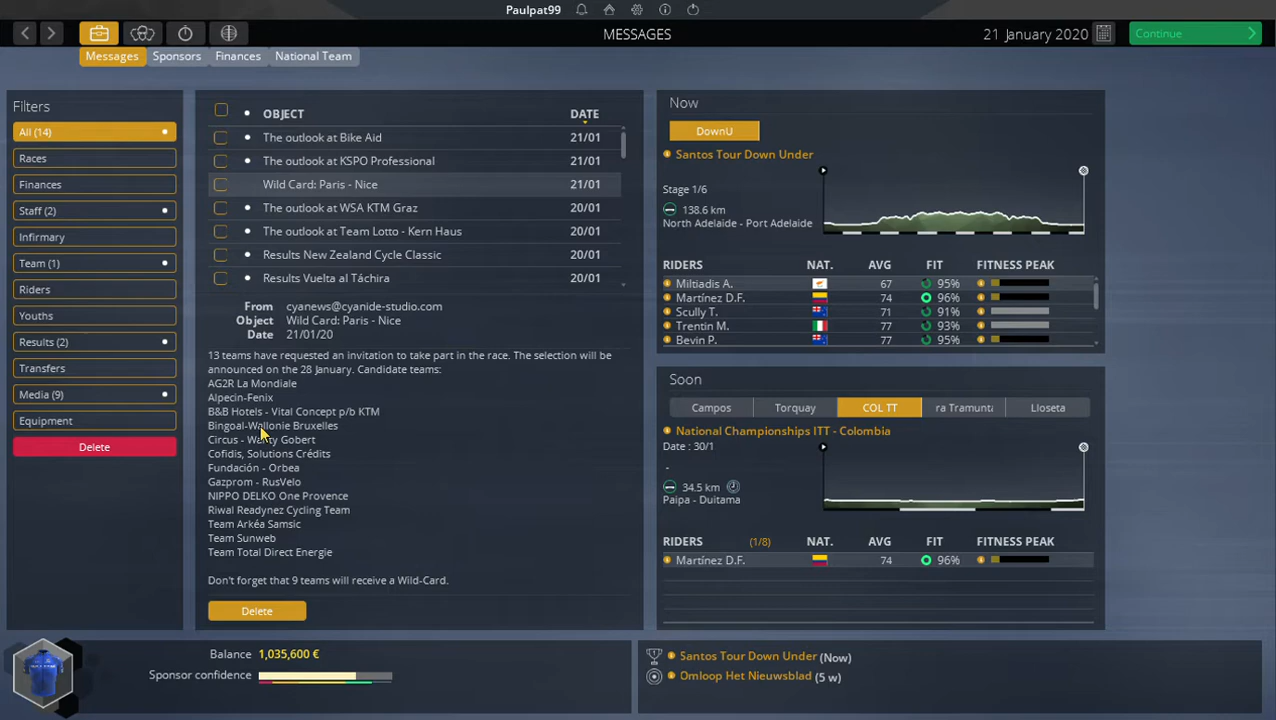 Paulpat99
MESSAGES
21 January 2020
Continue
Messages
Sponsors
Finances
National Team
Filters
All (14)
Races
Finances
Staff (2)
Infirmary
Team (1)
Riders
Youths
Results (2)
Transfers
Media (9)
Equipment
Delete
OBJECT DATE
The outlook at Bike Aid 21/01
The outlook at KSPO Professional 21/01
Wild Card: Paris - Nice 21/01
The outlook at WSA KTM Graz 20/01
The outlook at Team Lotto - Kern Haus 20/01
Results New Zealand Cycle Classic 20/01
Results Vuelta al Táchira 20/01
From cyanews@cyanide-studio.com
Object Wild Card: Paris - Nice
Date 21/01/20
13 teams have requested an invitation to take part in the race. The selection will be
announced on the 28 January. Candidate teams:
AG2R La Mondiale
Alpecin-Fenix
B&B Hotels - Vital Concept p/b KTM
Bingoal-Wallonie Bruxelles
Circus - Wanty Gobert
Cofidis, Solutions Crédits
Fundación - Orbea
Gazprom - RusVelo
NIPPO DELKO One Provence
Riwal Readynez Cycling Team
Team Arkéa Samsic
Team Sunweb
Team Total Direct Energie
Don't forget that 9 teams will receive a Wild-Card.
Delete
Now
DownU
Santos Tour Down Under
Stage 1/6
138.6 km
North Adelaide - Port Adelaide
RIDERS NAT. AVG FIT FITNESS PEAK
Miltiadis A. 67 95%
Martínez D.F. 74 96%
Scully T. 71 91%
Trentin M. 77 93%
Bevin P. 77 95%
Soon
Campos
Torquay
COL TT
ra Tramunta
Lloseta
National Championships ITT - Colombia
Date : 30/1
-
34.5 km
Paipa - Duitama
RIDERS (1/8) NAT. AVG FIT FITNESS PEAK
Martínez D.F. 74 96%
Balance 1,035,600 €
Sponsor confidence
Santos Tour Down Under (Now)
Omloop Het Nieuwsblad (5 w)